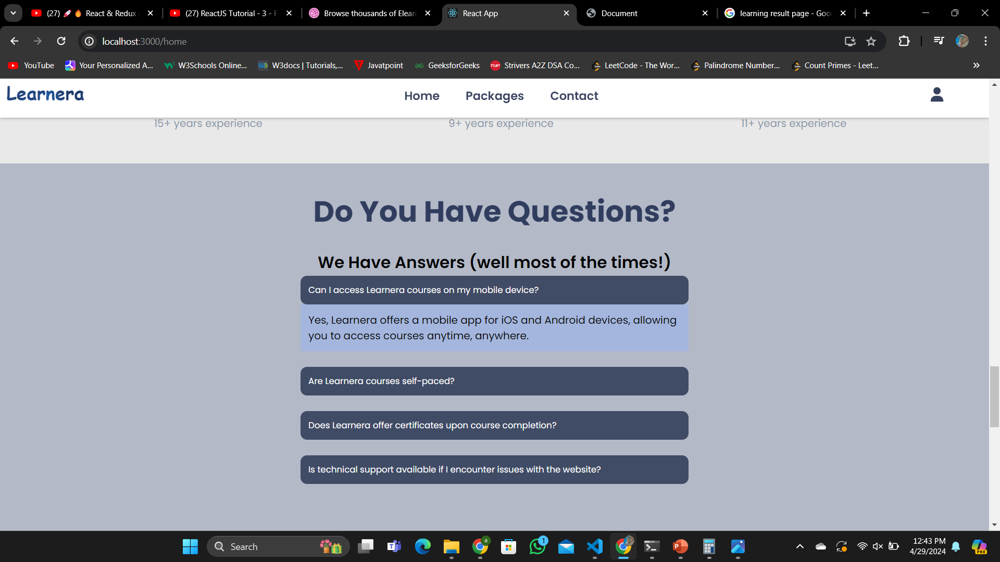 (27) 🚀🔥 React & Redux
(27) ReactJS Tutorial - 3 -
Browse thousands of Elear
React App
Document
learning result page - Goo
localhost:3000/home
YouTube
Your Personalized A...
W3Schools Online...
W3docs | Tutorials,...
Javatpoint
GeeksforGeeks
TUF
Strivers A2Z DSA Co...
LeetCode - The Wor...
Palindrome Number...
Count Primes - Leet...
Learnera
Home
Packages
Contact
15+ years experience
9+ years experience
11+ years experience
Do You Have Questions?
We Have Answers (well most of the times!)
Can I access Learnera courses on my mobile device?
Yes, Learnera offers a mobile app for iOS and Android devices, allowing
you to access courses anytime, anywhere.
Are Learnera courses self-paced?
Does Learnera offer certificates upon course completion?
Is technical support available if I encounter issues with the website?
Search
1
12:43 PM
4/29/2024
PRE